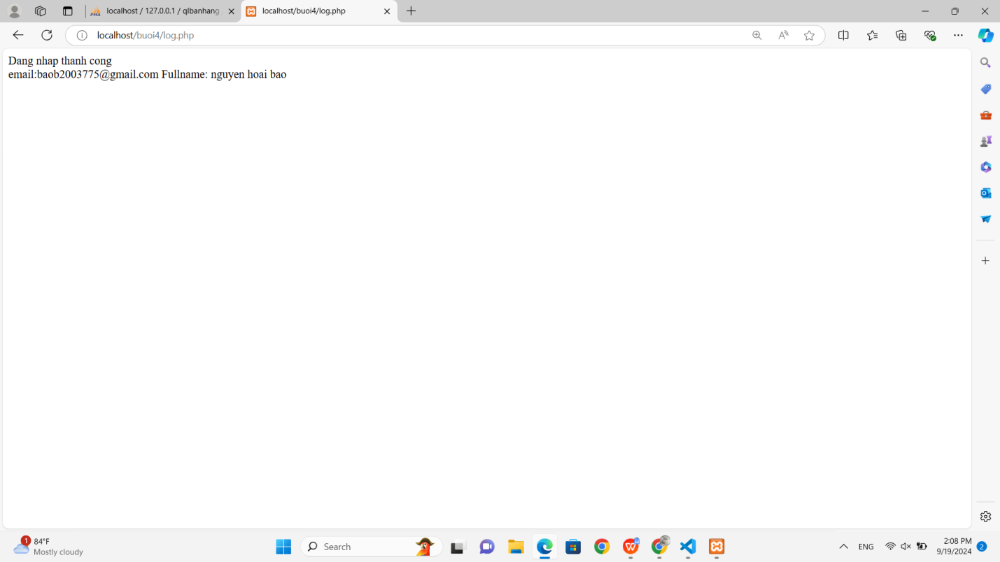 localhost / 127.0.0.1 / qlbanhang
localhost/buoi4/log.php
localhost/buoi4/log.php
Dang nhap thanh cong
email:baob2003775@gmail.com Fullname: nguyen hoai bao
1
84°F
Mostly cloudy
Search
ENG
2:08 PM
9/19/2024
2